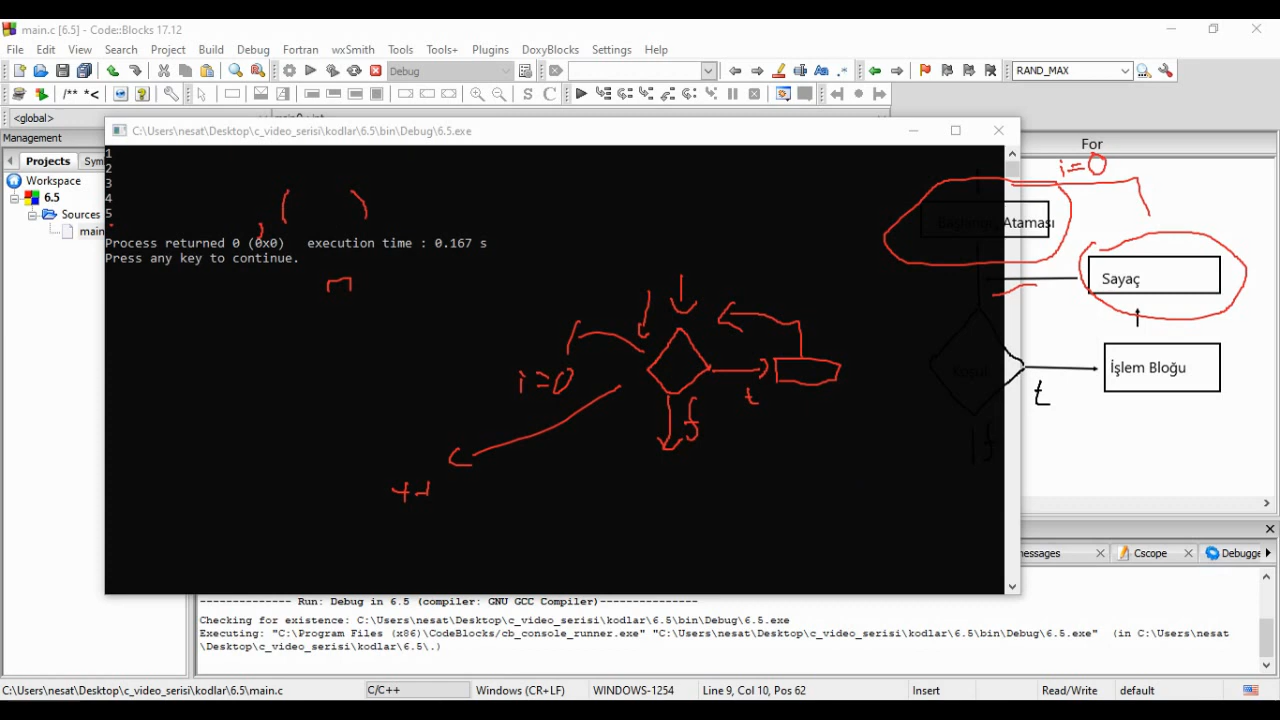 main.c [6.5] - Code::Blocks 17.12
File Edit View Search Project Build Debug Fortran wxSmith Tools Tools+ Plugins DoxyBlocks Settings Help
Debug
RAND_MAX
/** *<
S C
<global>
Management
C:\Users\nesat\Desktop\c_video_serisi\kodlar\6.5\bin\Debug\6.5.exe
Projects Sym
Workspace
6.5
Sources
main
1
2
3
4
5
Process returned 0 (0x0) execution time : 0.167 s
Press any key to continue.
For
i=0
Başlangıç Ataması
Sayaç
Koşul
t
İşlem Bloğu
f
i=0
t
f
++
messages Cscope Debugge
-------------- Run: Debug in 6.5 (compiler: GNU GCC Compiler)---------------
Checking for existence: C:\Users\nesat\Desktop\c_video_serisi\kodlar\6.5\bin\Debug\6.5.exe
Executing: "C:\Program Files (x86)\CodeBlocks/cb_console_runner.exe" "C:\Users\nesat\Desktop\c_video_serisi\kodlar\6.5\bin\Debug\6.5.exe" (in C:\Users\nesat
\Desktop\c_video_serisi\kodlar\6.5\.)
C:\Users\nesat\Desktop\c_video_serisi\kodlar\6.5\main.c C/C++ Windows (CR+LF) WINDOWS-1254 Line 9, Col 10, Pos 62 Insert Read/Write default